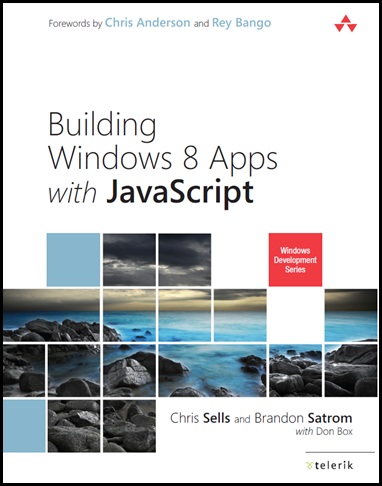 Forewords by Chris Anderson and Rey Bango
Building
Windows 8 Apps
with JavaScript
Windows
Development
Series
Chris Sells and Brandon Satrom
with Don Box
telerik